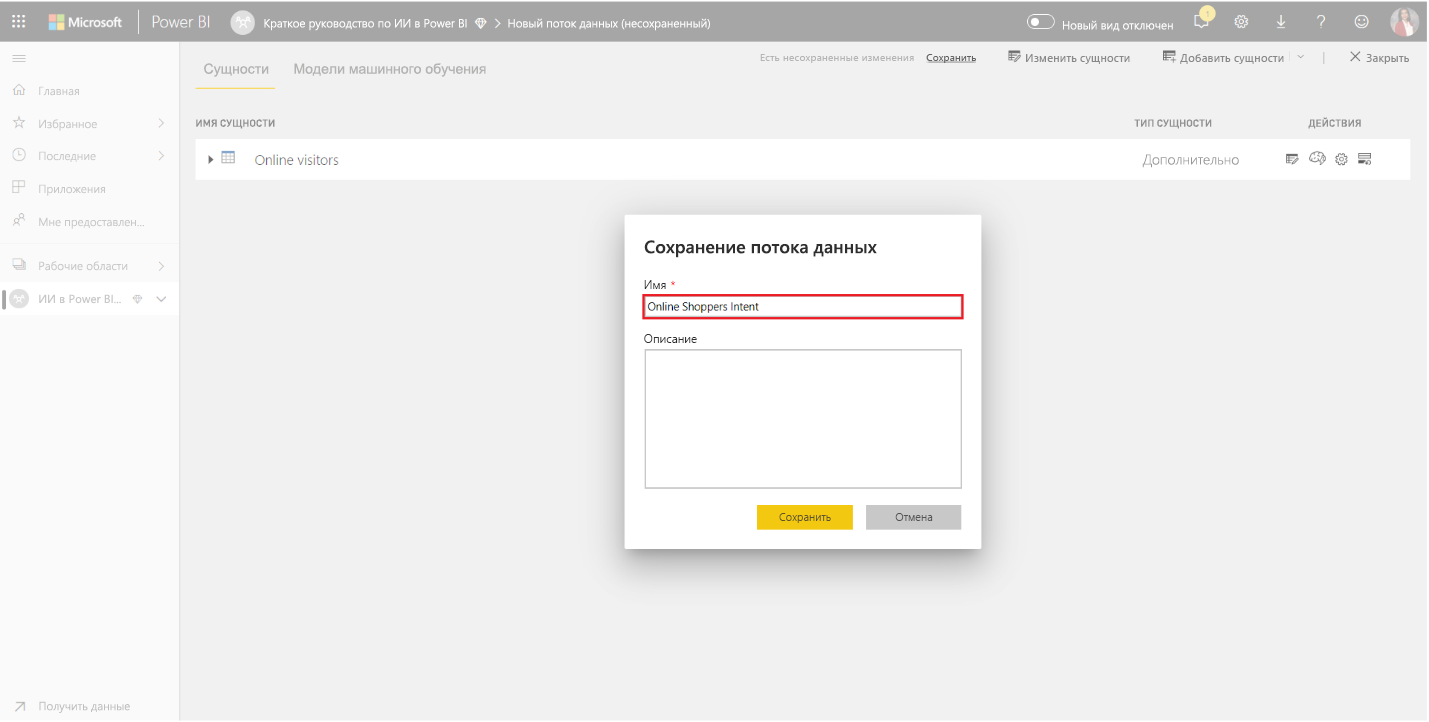 Microsoft Power BI Краткое руководство по ИИ в Power BI > Новый поток данных (несохраненный) Новый вид отключен 1 ?
Есть несохраненные изменения Сохранить Изменить сущности Добавить сущности | Закрыть
Сущности Модели машинного обучения
Главная
Избранное
Последние
Приложения
Мне предоставлен...
Рабочие области
ИИ в Power BI...
Получить данные
ИМЯ СУЩНОСТИ ТИП СУЩНОСТИ ДЕЙСТВИЯ
Online visitors Дополнительно
Сохранение потока данных
Имя *
Online Shoppers Intent
Описание
Сохранить Отмена